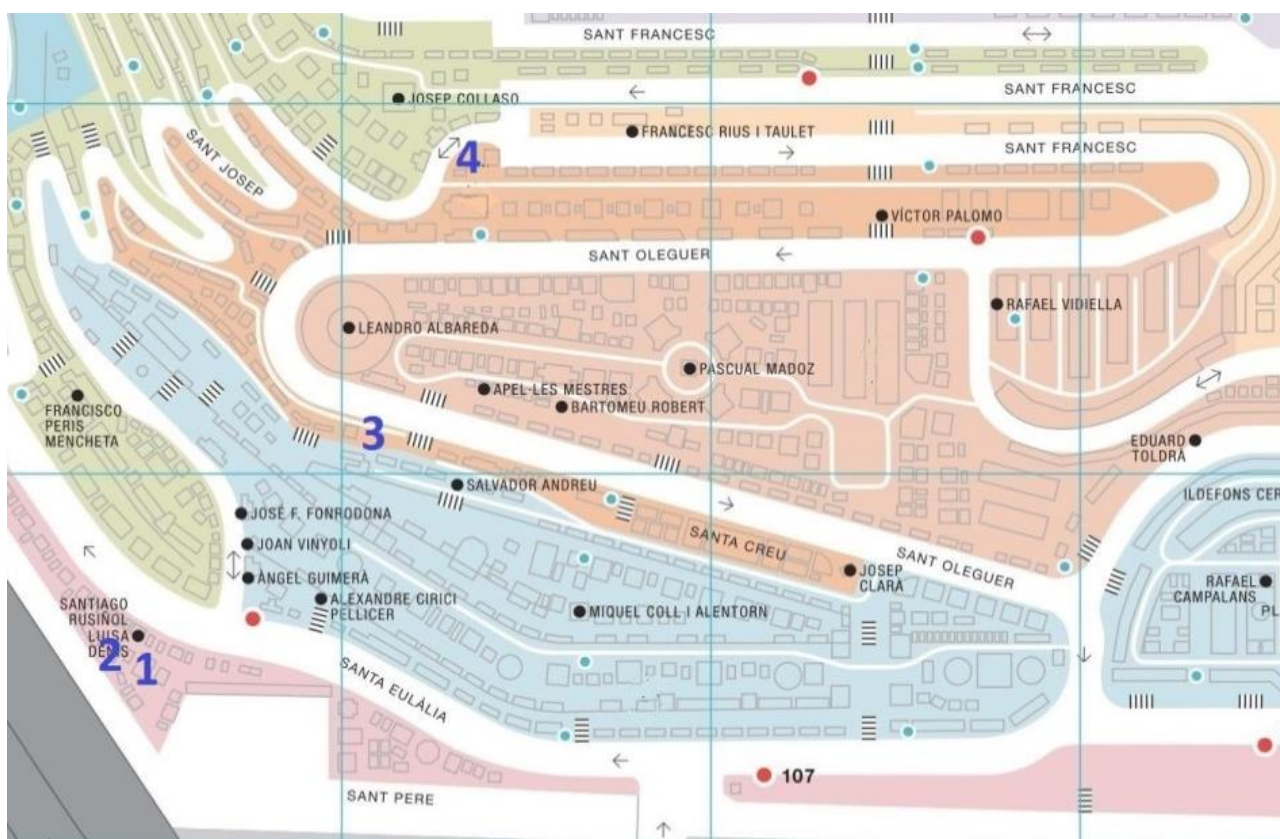 SANT FRANCESC
SANT FRANCESC
JOSEP COLLASO
FRANCESC RIUS I TAULET
SANT FRANCESC
4
SANT JOSEP
VÍCTOR PALOMO
SANT OLEGUER
RAFAEL VIDIELLA
LEANDRO ALBAREDA
PASCUAL MADOZ
APEL·LES MESTRES
BARTOMEU ROBERT
FRANCISCO
PERIS
MENCHETA
3
EDUARD
TOLDRÀ
SALVADOR ANDREU
ILDEFONS CER
JOSÉ F. FONRODONA
SANTA CREU
JOAN VINYOLI
SANT OLEGUER
ÀNGEL GUIMERÀ
JOSEP
CLARÀ
RAFAEL
CAMPALANS
ALEXANDRE CIRICI
PELLICER
MIQUEL COLL I ALENTORN
PL
SANTIAGO
RUSIÑOL
LUISA
DENIS
2
1
SANTA EULÀLIA
107
SANT PERE